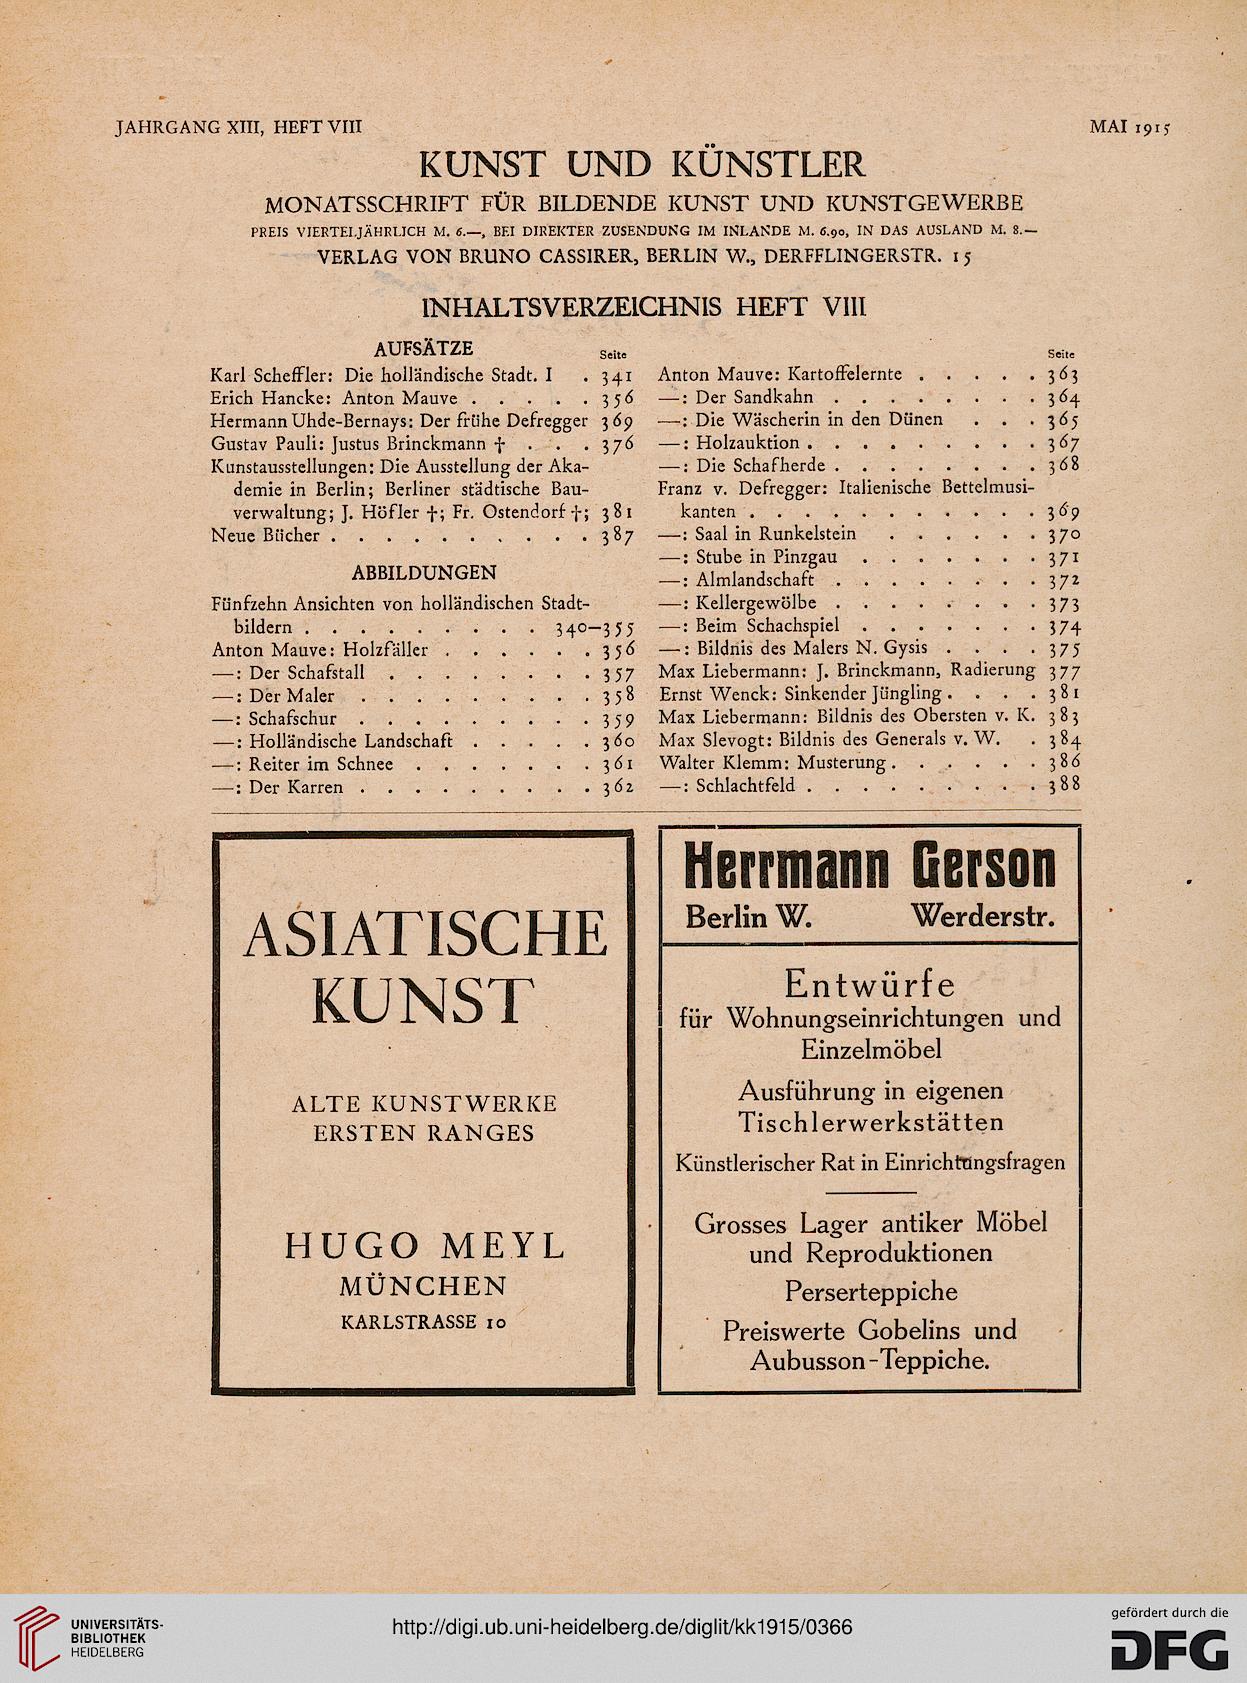 JAHRGANG XIII, HEFT VIII
MAI 1915
KUNST UND KÜNSTLER
MONATSSCHRIFT FÜR BILDENDE KUNST UND KUNSTGEWERBE
PREIS VIERTELJÄHRLICH M. 6.—, BEI DIREKTER ZUSENDUNG IM INLANDE M. 6.90, IN DAS AUSLAND M. 8.—
VERLAG VON BRUNO CASSIRER, BERLIN W., DERFFLINGERSTR. 15
INHALTSVERZEICHNIS HEFT VIII
AUFSÄTZE
Seite
Karl Scheffler: Die holländische Stadt. I . 341
Erich Hancke: Anton Mauve . . . . . 356
Hermann Uhde-Bernays: Der frühe Defregger 369
Gustav Pauli: Justus Brinckmann † . . . 376
Kunstausstellungen: Die Ausstellung der Aka-
demie in Berlin; Berliner städtische Bau-
verwaltung; J. Höfler †; Fr. Ostendorf †; 381
Neue Bücher . . . . . . . . . . 387
ABBILDUNGEN
Fünfzehn Ansichten von holländischen Stadt-
bildern . . . . . . . . . 340—355
Anton Mauve: Holzfäller . . . . . . 356
—: Der Schafstall . . . . . . . . 357
—: Der Maler . . . . . . . . . 358
—: Schafschur . . . . . . . . . 359
—: Holländische Landschaft . . . . . 360
—: Reiter im Schnee . . . . . . . 361
—: Der Karren . . . . . . . . . 362
Seite
Anton Mauve: Kartoffelernte . . . . . 363
—: Der Sandkahn . . . . . . . . 364
—: Die Wäscherin in den Dünen . . . 365
—: Holzauktion . . . . . . . . . 367
—: Die Schafherde . . . . . . . . 368
Franz v. Defregger: Italienische Bettelmusi-
kanten . . . . . . . . . . . 369
—: Saal in Runkelstein . . . . . . 370
—: Stube in Pinzgau . . . . . . . 371
—: Almlandschaft . . . . . . . . 372
—: Kellergewölbe . . . . . . . . 373
—: Beim Schachspiel . . . . . . . 374
—: Bildnis des Malers N. Gysis . . . . 375
Max Liebermann: J. Brinckmann, Radierung 377
Ernst Wenck: Sinkender Jüngling . . . . 381
Max Liebermann: Bildnis des Obersten v. K. 383
Max Slevogt: Bildnis des Generals v. W. . 384
Walter Klemm: Musterung . . . . . . 386
—: Schlachtfeld . . . . . . . . . 388
ASIATISCHE
KUNST
ALTE KUNSTWERKE
ERSTEN RANGES
HUGO MEYL
MÜNCHEN
KARLSTRASSE 10
Herrmann Gerson
Berlin W. Werderstr.
Entwürfe
für Wohnungseinrichtungen und
Einzelmöbel
Ausführung in eigenen
Tischlerwerkstätten
Künstlerischer Rat in Einrichtungsfragen
Grosses Lager antiker Möbel
und Reproduktionen
Perserteppiche
Preiswerte Gobelins und
Aubusson-Teppiche.
UNIVERSITÄTS-
BIBLIOTHEK
HEIDELBERG
http://digi.ub.uni-heidelberg.de/diglit/kk1915/0366
gefördert durch die
DFG